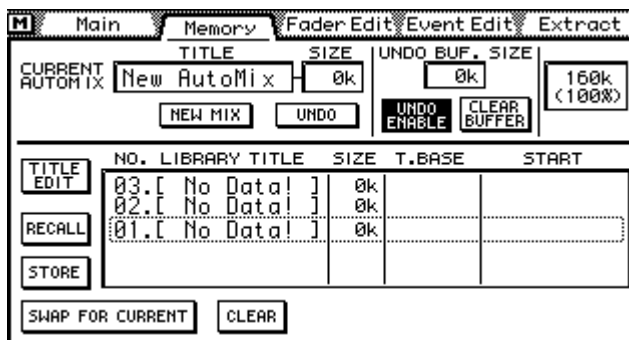 M Main Memory Fader Edit Event Edit Extract
TITLE SIZE UNDO BUF. SIZE
CURRENT AUTOMIX New AutoMix 0k 0k 160k (100%)
NEW MIX UNDO UNDO ENABLE CLEAR BUFFER
NO. LIBRARY TITLE SIZE T.BASE START
TITLE EDIT
03.[ No Data! ] 0k
02.[ No Data! ] 0k
RECALL 01.[ No Data! ] 0k
STORE
SWAP FOR CURRENT CLEAR